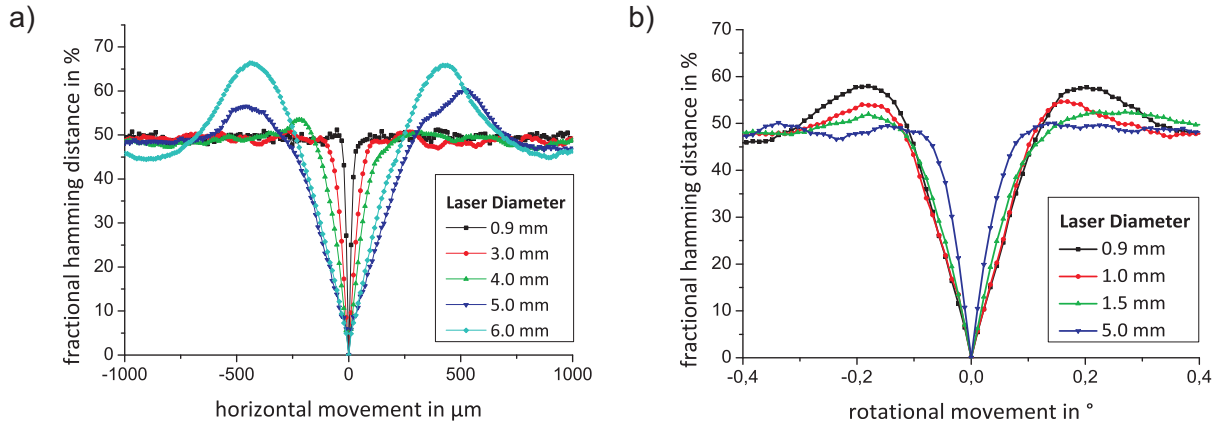 a)
fractional hamming distance in %
0
10
20
30
40
50
60
70
-1000
-500
0
500
1000
horizontal movement in µm
Laser Diameter
0.9 mm
3.0 mm
4.0 mm
5.0 mm
6.0 mm
b)
fractional hamming distance in %
0
10
20
30
40
50
60
70
-0,4
-0,2
0,0
0,2
0,4
rotational movement in °
Laser Diameter
0.9 mm
1.0 mm
1.5 mm
5.0 mm